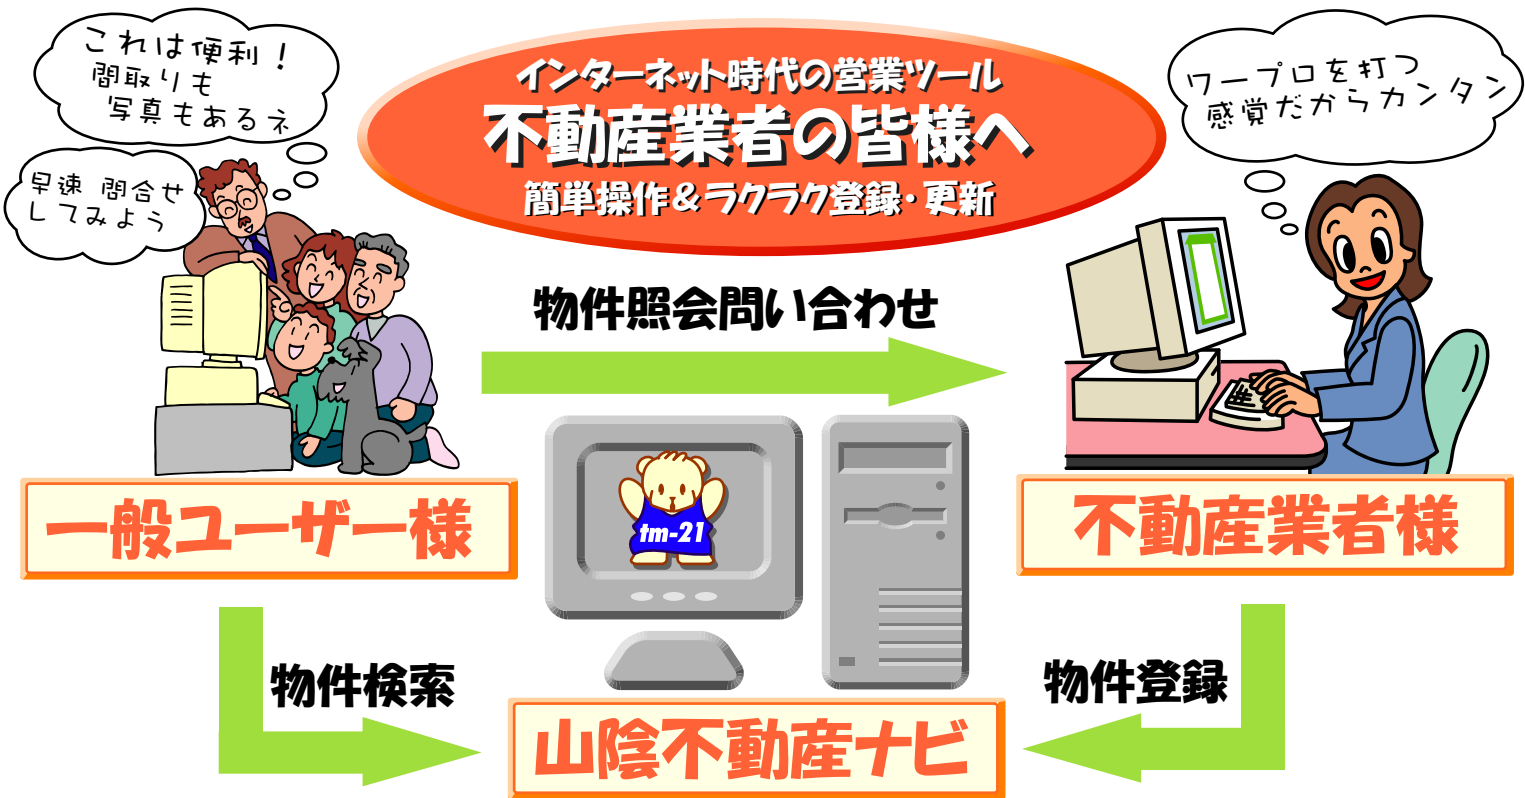 これは便利！
間取りも
写真もあるネ
早速 問合せ
してみよう
インターネット時代の営業ツール
不動産業者の皆様へ
簡単操作＆ラクラク登録・更新
ワープロを打つ
感覚だからカンタン
物件照会問い合わせ
tm-21
一般ユーザー様
不動産業者様
物件検索
物件登録
山陰不動産ナビ